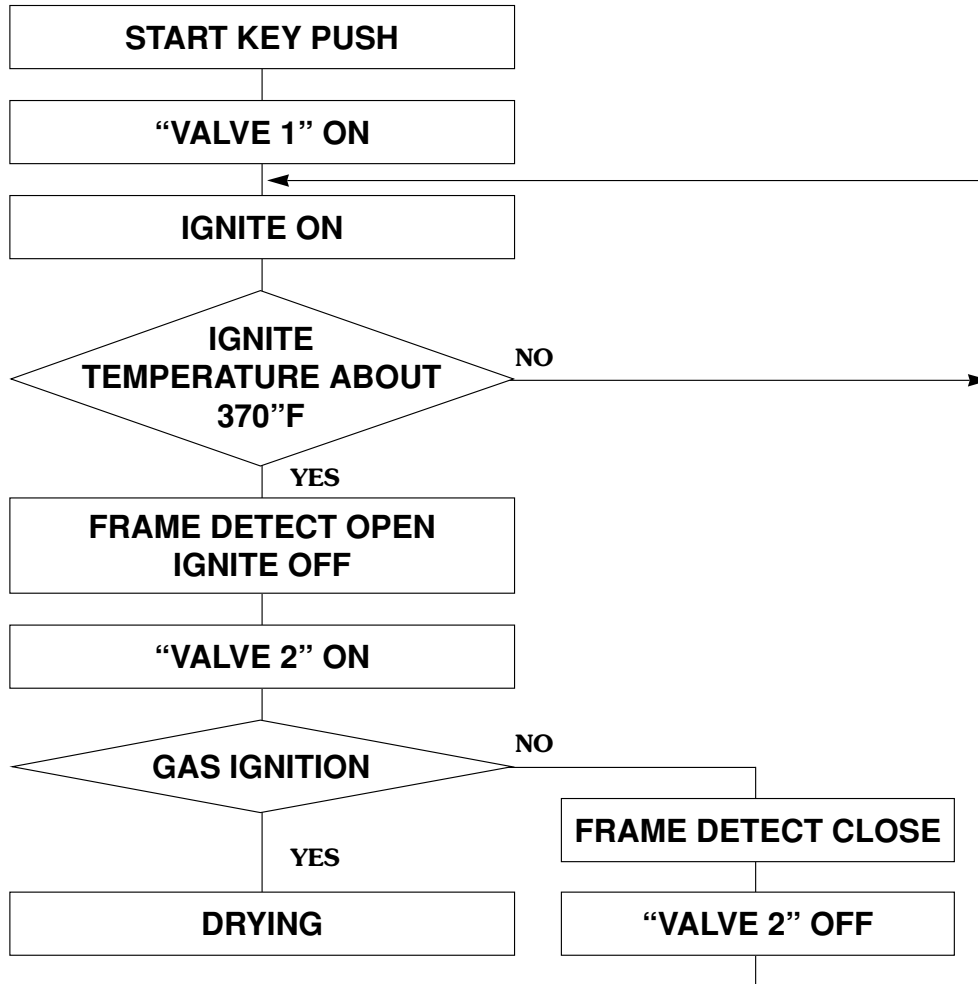 START KEY PUSH
“VALVE 1” ON
IGNITE ON
IGNITE
TEMPERATURE ABOUT
370”F
NO
YES
FRAME DETECT OPEN
IGNITE OFF
“VALVE 2” ON
GAS IGNITION
NO
YES
FRAME DETECT CLOSE
DRYING
“VALVE 2” OFF